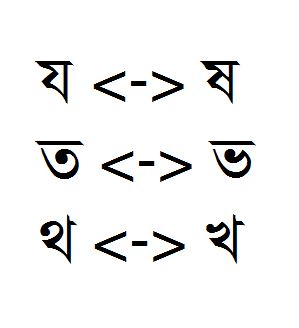 য <-> ষ
ত <-> ভ
থ <-> খ